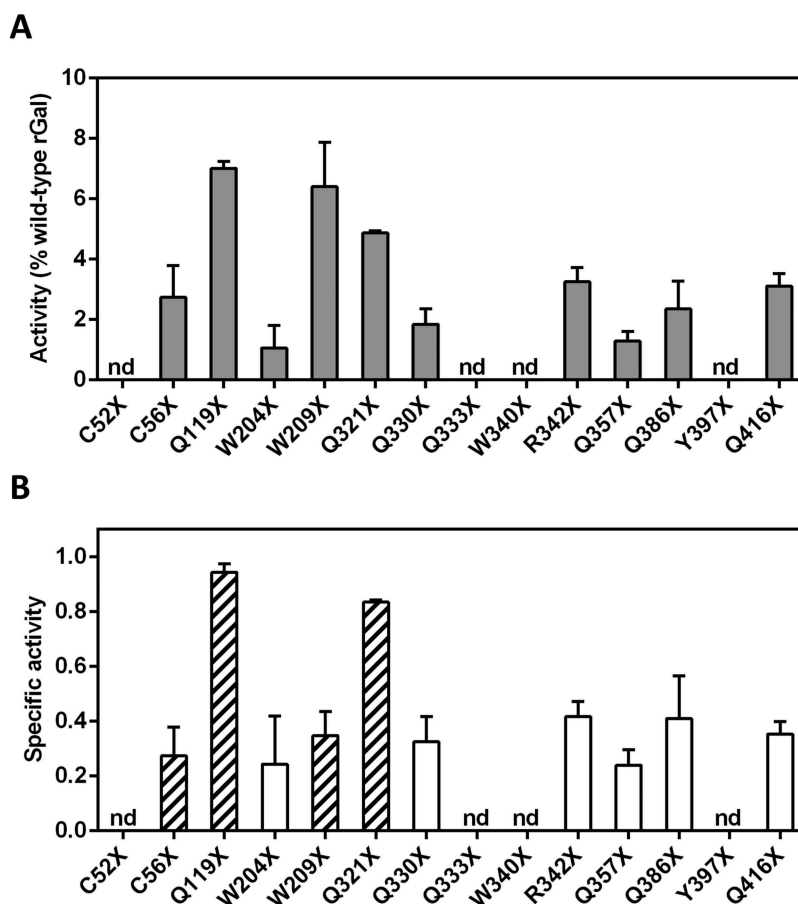 A
Activity (% wild-type rGal)
10
8
6
4
2
0
nd nd nd nd
C52X C56X Q119X W204X W209X Q321X Q330X Q333X W340X R342X Q357X Q386X Y397X Q416X
B
Specific activity
1.0
0.8
0.6
0.4
0.2
0.0
nd nd nd nd
C52X C56X Q119X W204X W209X Q321X Q330X Q333X W340X R342X Q357X Q386X Y397X Q416X